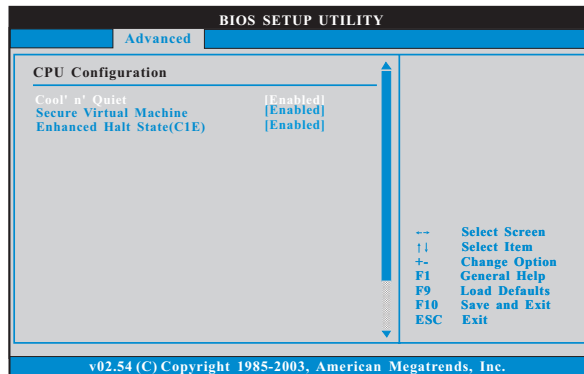 BIOS SETUP UTILITY
Advanced
CPU Configuration
Cool' n' Quiet [Enabled]
Secure Virtual Machine [Enabled]
Enhanced Halt State(C1E) [Enabled]
←→ Select Screen
↑↓ Select Item
+- Change Option
F1 General Help
F9 Load Defaults
F10 Save and Exit
ESC Exit
v02.54 (C) Copyright 1985-2003, American Megatrends, Inc.